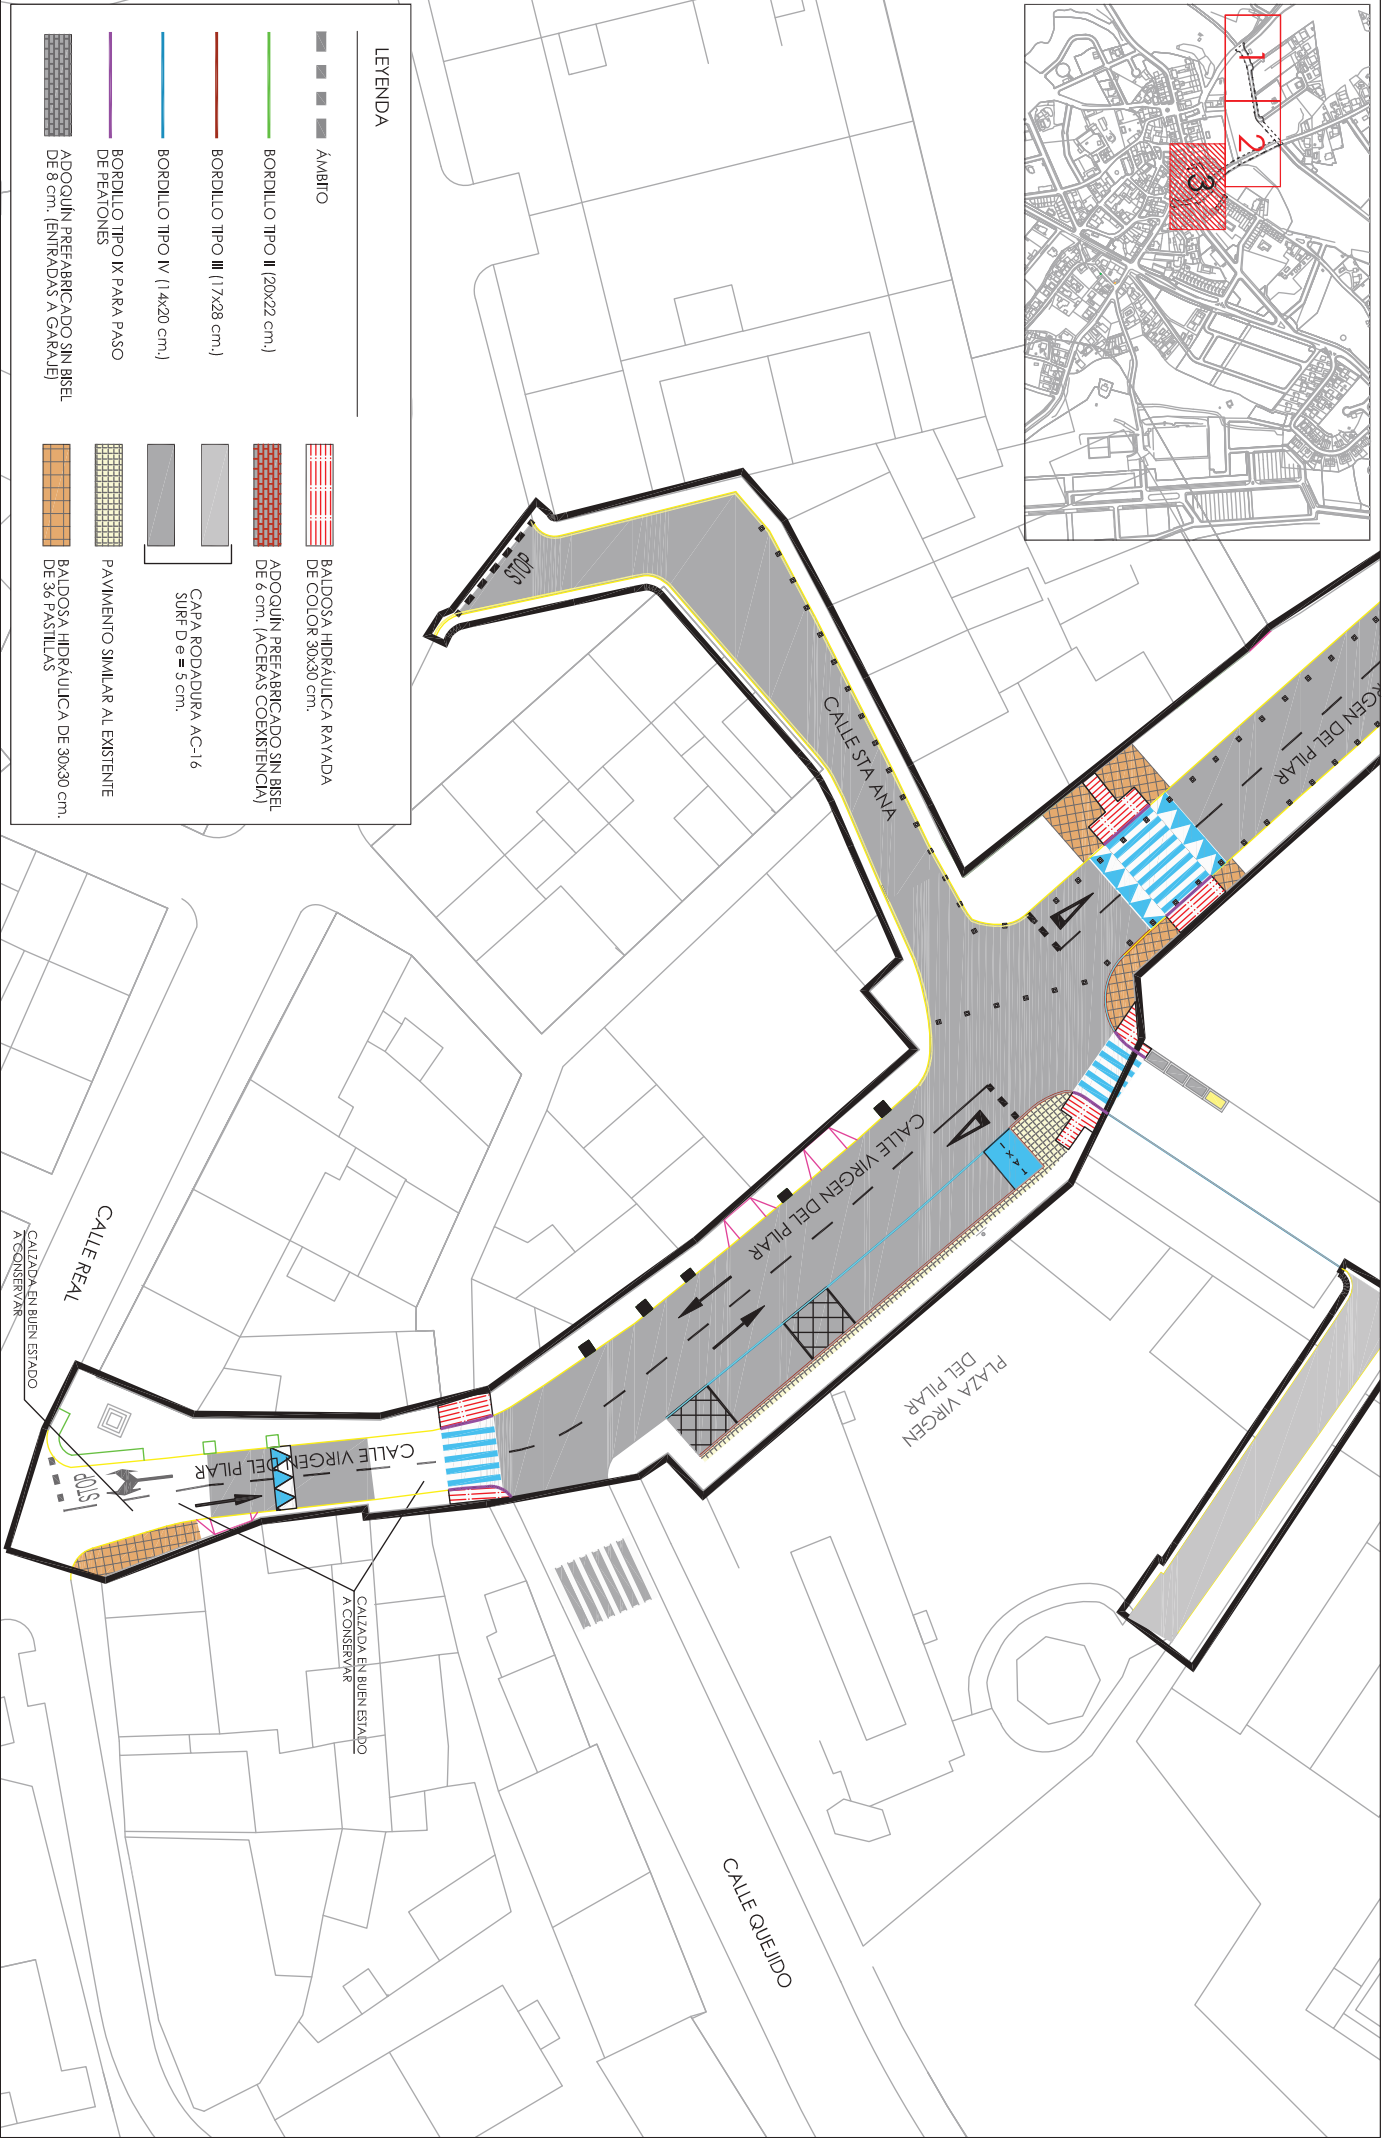 LEYENDA
ÁMBITO
BORDILLO TIPO II (20x22 cm.)
BORDILLO TIPO III (17x28 cm.)
BORDILLO TIPO IV (14x20 cm.)
BORDILLO TIPO IX PARA PASO
DE PEATONES
ADOQUÍN PREFABRICADO SIN BISEL
DE 8 cm. (ENTRADAS A GARAJE)
BALDOSA HIDRÁULICA RAYADA
DE COLOR 30x30 cm.
ADOQUÍN PREFABRICADO SIN BISEL
DE 6 cm. (ACERAS COEXISTENCIA)
CAPA RODADURA AC-16
SURF D e = 5 cm.
PAVIMENTO SIMILAR AL EXISTENTE
BALDOSA HIDRÁULICA DE 30x30 cm.
DE 36 PASTILLAS
1
2
3
STOP
CALLE STA ANA
VIRGEN DEL PILAR
CALLE VIRGEN DEL PILAR
PLAZA VIRGEN
DEL PILAR
CALLE VIRGEN DEL PILAR
STOP
CALLE REAL
CALZADA EN BUEN ESTADO
A CONSERVAR
CALZADA EN BUEN ESTADO
A CONSERVAR
CALLE QUEJIDO